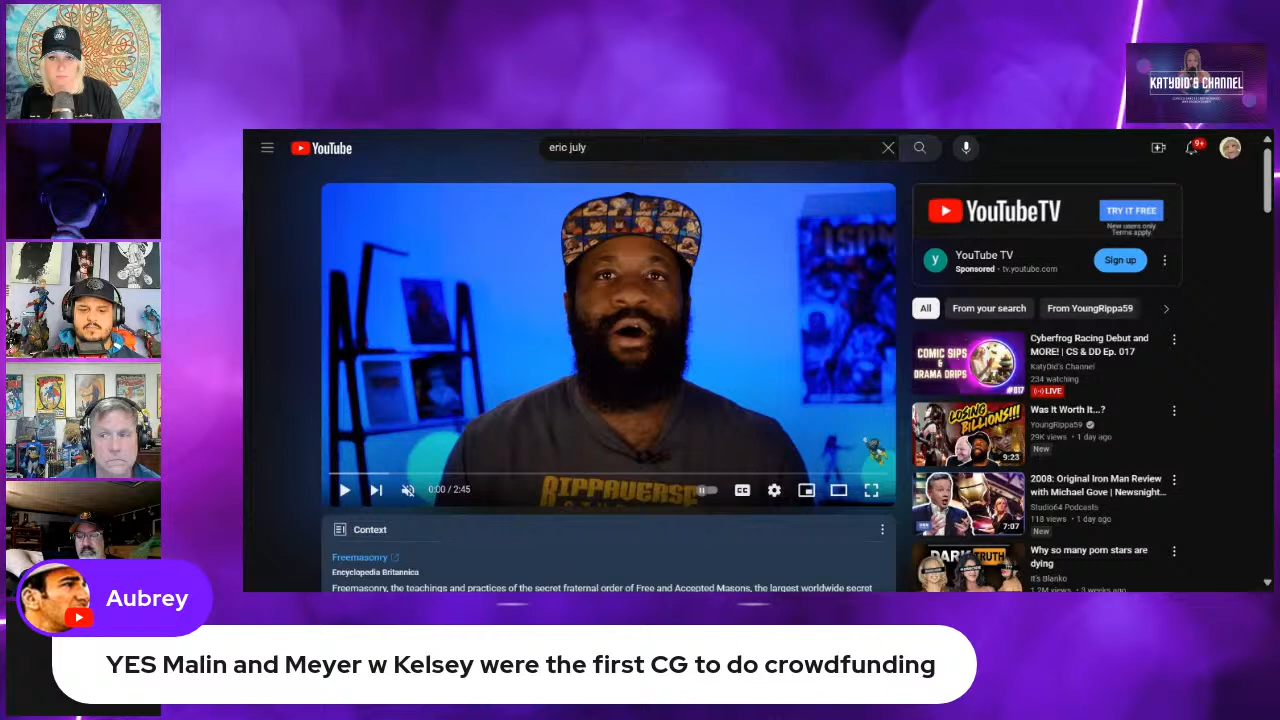 KATYDID'S CHANNEL
YouTube
eric july
9+
ISOM
RIPPAVERSE
0:00 / 2:45
CC
YouTubeTV
TRY IT FREE
New users only
Terms apply.
y
YouTube TV
Sponsored · tv.youtube.com
Sign up
All
From your search
From YoungRippa59
COMIC SIPS
&
DRAMA DRIPS
#017
Cyberfrog Racing Debut and
MORE! | CS & DD Ep. 017
KatyDid's Channel
234 watching
LIVE
LOSING
BILLIONS!!!
9:23
Was It Worth It...?
YoungRippa59
29K views · 1 day ago
New
7:07
2008: Original Iron Man Review
with Michael Gove | Newsnight...
Studio64 Podcasts
118 views · 1 day ago
New
DARK TRUTH
Why so many porn stars are
dying
It's Blanko
1.2M views · 3 weeks ago
Context
Freemasonry
Encyclopedia Britannica
Freemasonry, the teachings and practices of the secret fraternal order of Free and Accepted Masons, the largest worldwide secret
Aubrey
YES Malin and Meyer w Kelsey were the first CG to do crowdfunding